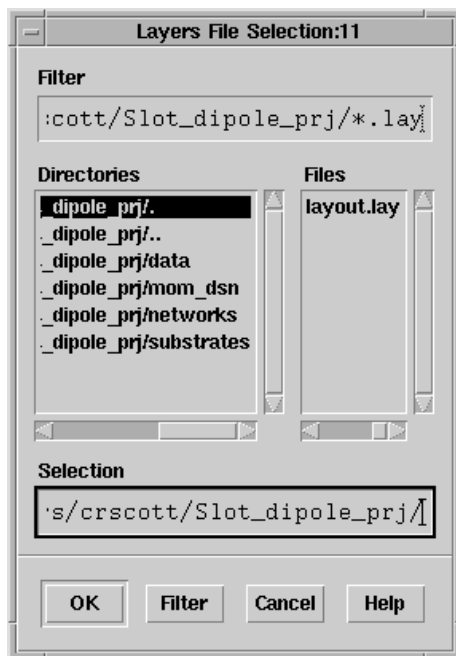 Layers File Selection:11
Filter
:cott/Slot_dipole_prj/*.lay
Directories
Files
._dipole_prj/.
layout.lay
._dipole_prj/..
._dipole_prj/data
._dipole_prj/mom_dsn
._dipole_prj/networks
._dipole_prj/substrates
Selection
s/crscott/Slot_dipole_prj/
OK
Filter
Cancel
Help